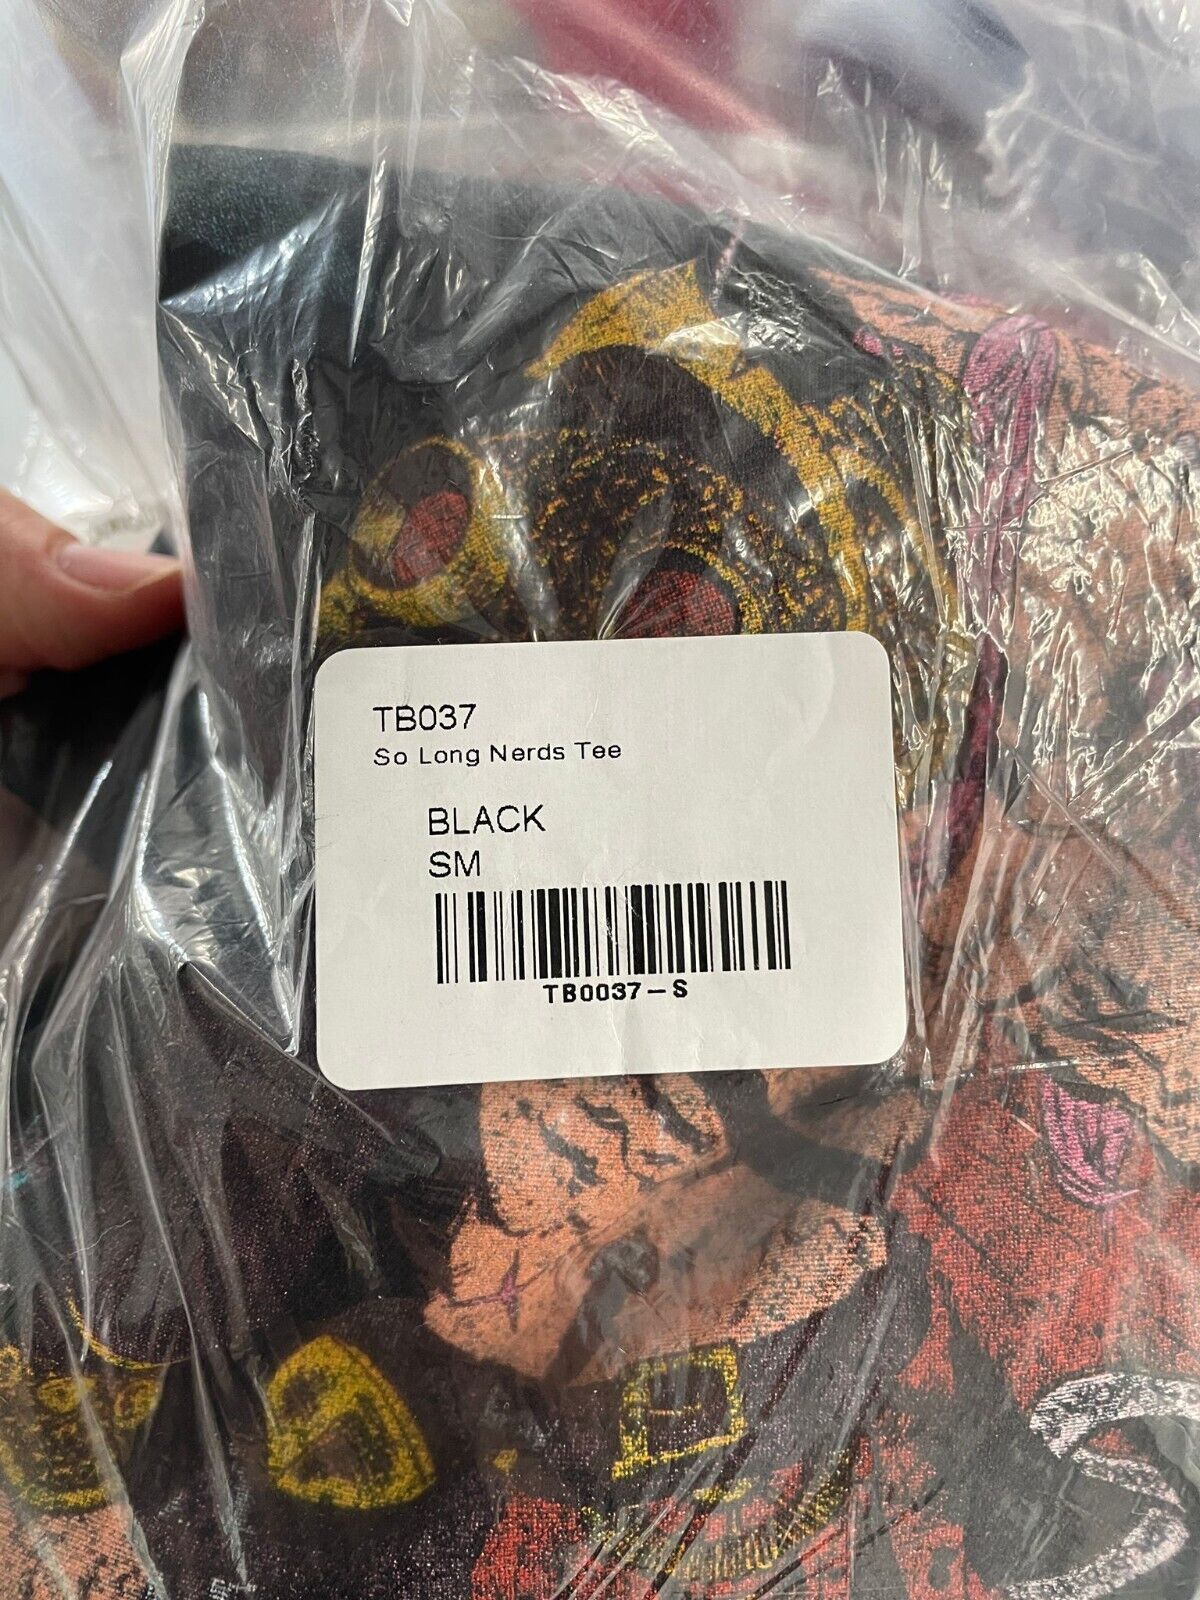 TB037
So Long Nerds Tee
BLACK
SM
TB0037-S